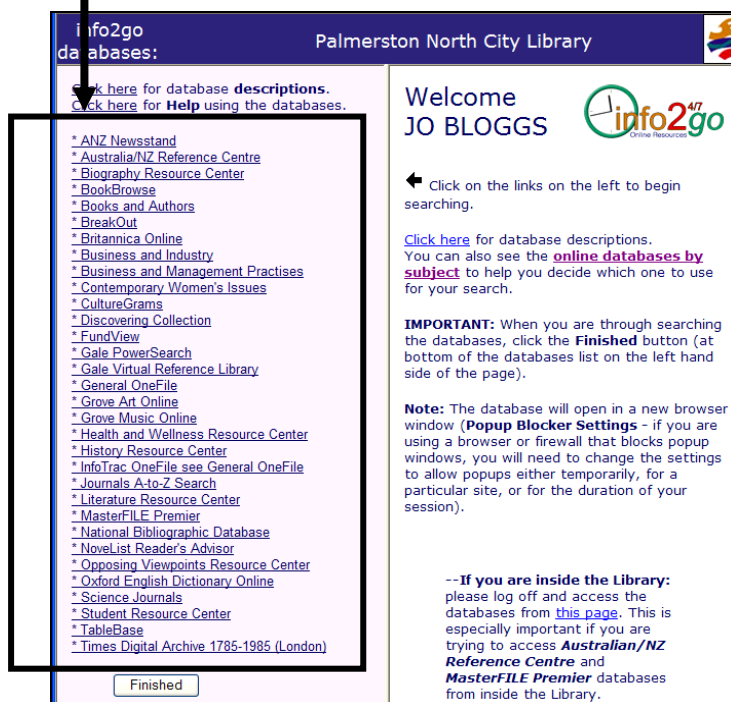 info2go
databases:
Palmerston North City Library
Click here for database descriptions.
Click here for Help using the databases.
* ANZ Newsstand
* Australia/NZ Reference Centre
* Biography Resource Center
* BookBrowse
* Books and Authors
* BreakOut
* Britannica Online
* Business and Industry
* Business and Management Practises
* Contemporary Women's Issues
* CultureGrams
* Discovering Collection
* FundView
* Gale PowerSearch
* Gale Virtual Reference Library
* General OneFile
* Grove Art Online
* Grove Music Online
* Health and Wellness Resource Center
* History Resource Center
* InfoTrac OneFile see General OneFile
* Journals A-to-Z Search
* Literature Resource Center
* MasterFILE Premier
* National Bibliographic Database
* NoveList Reader's Advisor
* Opposing Viewpoints Resource Center
* Oxford English Dictionary Online
* Science Journals
* Student Resource Center
* TableBase
* Times Digital Archive 1785-1985 (London)
Finished
Welcome
JO BLOGGS
info2go 4/7
Online Resources
Click on the links on the left to begin
searching.
Click here for database descriptions.
You can also see the online databases by
subject to help you decide which one to use
for your search.
IMPORTANT: When you are through searching
the databases, click the Finished button (at
bottom of the databases list on the left hand
side of the page).
Note: The database will open in a new browser
window (Popup Blocker Settings - if you are
using a browser or firewall that blocks popup
windows, you will need to change the settings
to allow popups either temporarily, for a
particular site, or for the duration of your
session).
--If you are inside the Library:
please log off and access the
databases from this page. This is
especially important if you are
trying to access Australian/NZ
Reference Centre and
MasterFILE Premier databases
from inside the Library.